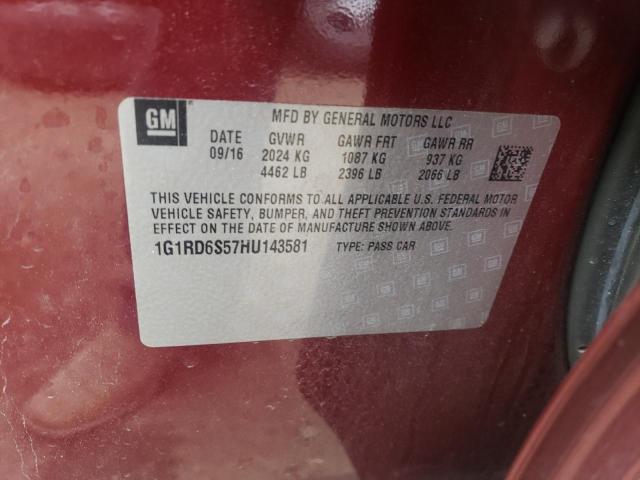 GM
MFD BY GENERAL MOTORS LLC
DATE GVWR GAWR FRT GAWR RR
09/16 2024 KG 1087 KG 937 KG
4462 LB 2396 LB 2066 LB
THIS VEHICLE CONFORMS TO ALL APPLICABLE U.S. FEDERAL MOTOR
VEHICLE SAFETY, BUMPER, AND THEFT PREVENTION STANDARDS IN
EFFECT ON THE DATE OF MANUFACTURE SHOWN ABOVE.
1G1RD6S57HU143581 TYPE: PASS CAR